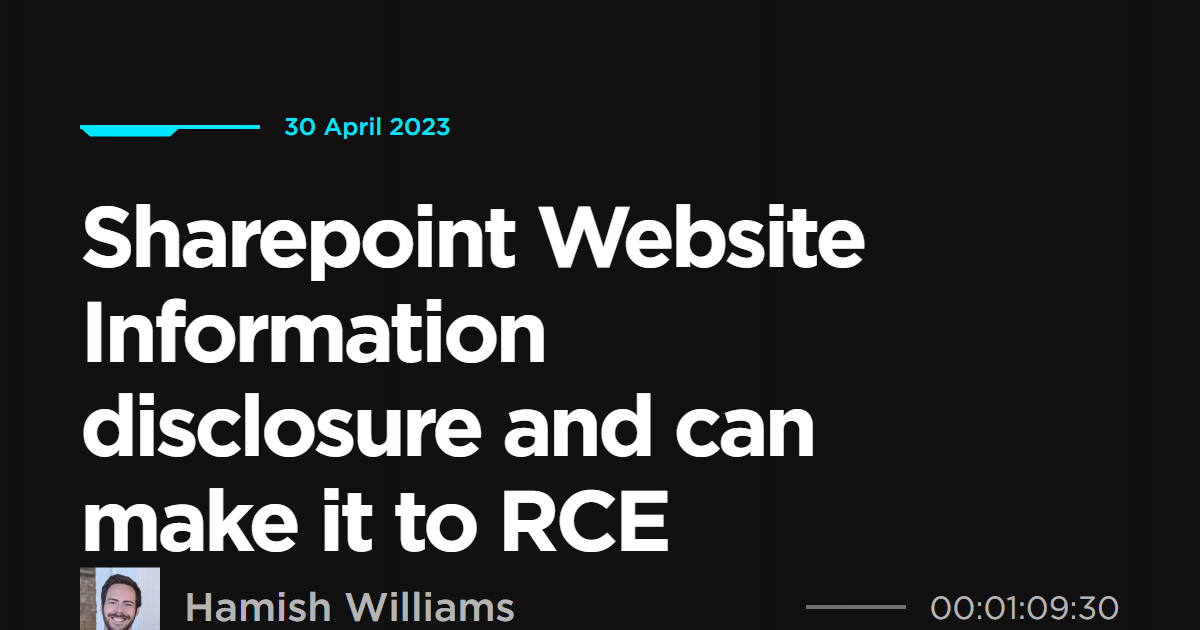 30 April 2023
Sharepoint Website
Information
disclosure and can
make it to RCE
Hamish Williams
00:01:09:30